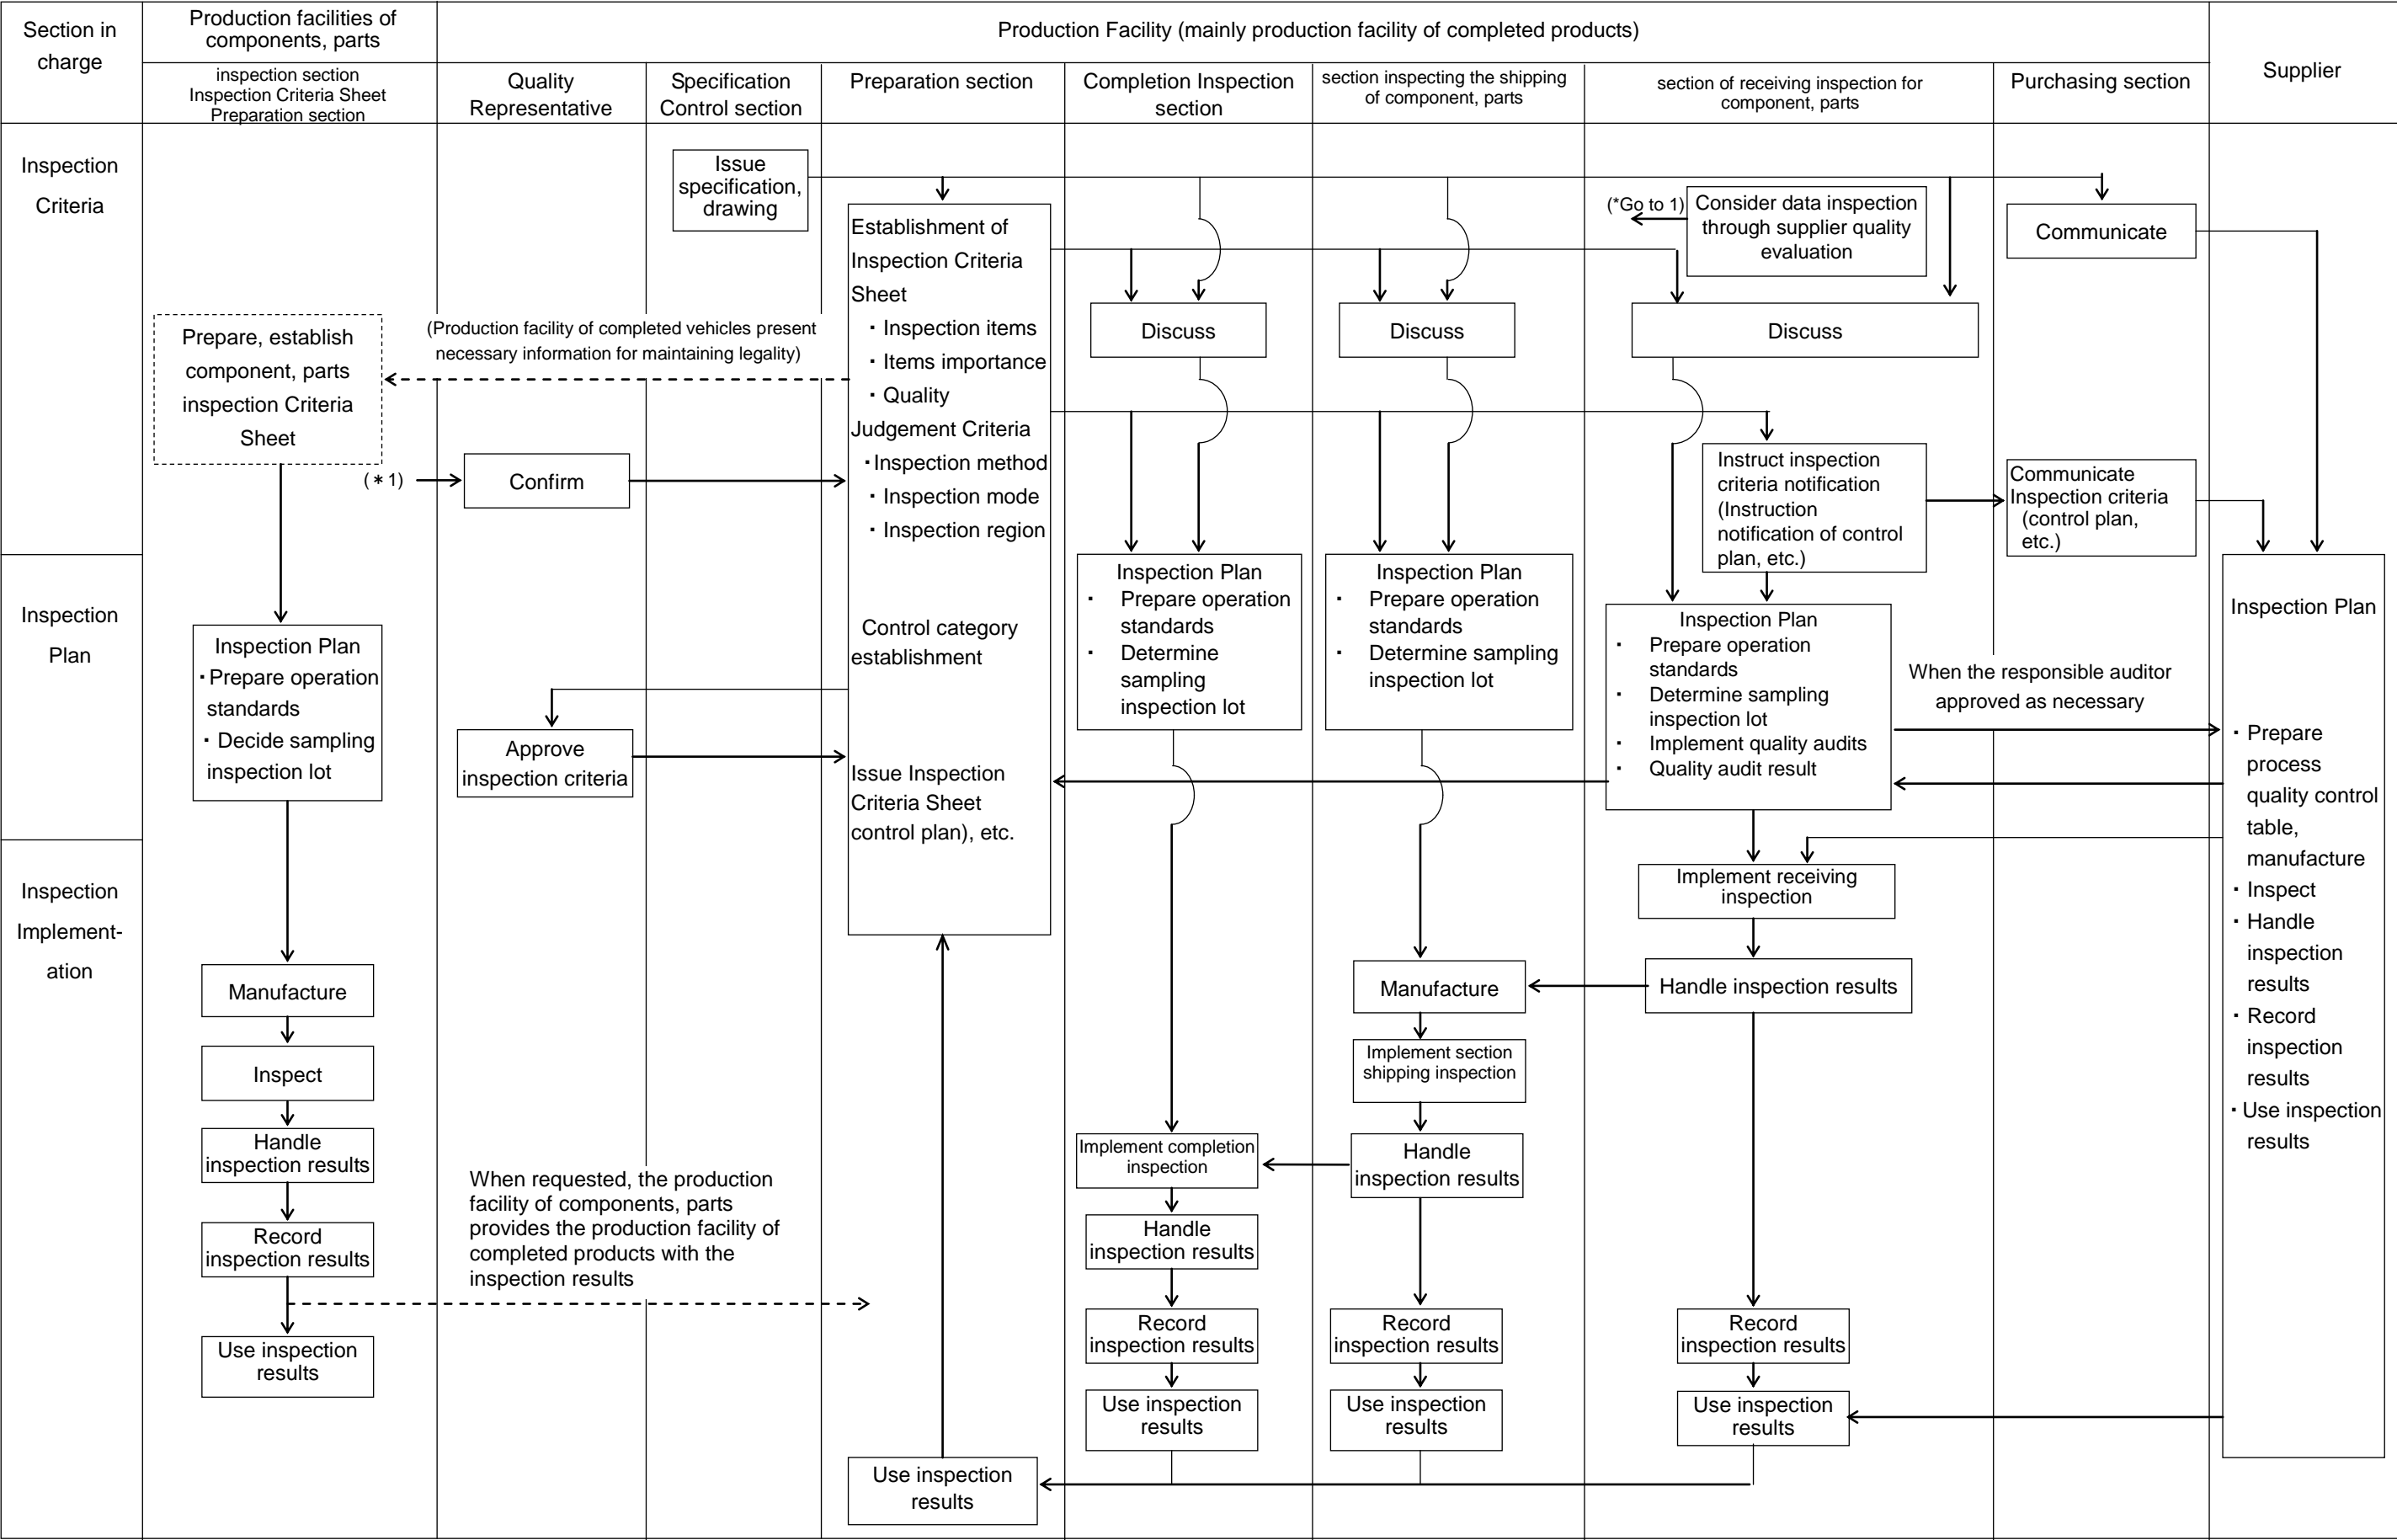 Section in
charge
Production facilities of
components, parts
Production Facility (mainly production facility of completed products)
Supplier
inspection section
Inspection Criteria Sheet
Preparation section
Quality
Representative
Specification
Control section
Preparation section
Completion Inspection
section
section inspecting the shipping
of component, parts
section of receiving inspection for
component, parts
Purchasing section
Inspection
Criteria
Issue
specification,
drawing
(*Go to 1)
Consider data inspection
through supplier quality
evaluation
Communicate
Establishment of
Inspection Criteria
Sheet
・Inspection items
・Items importance
・Quality
Judgement Criteria
・Inspection method
・Inspection mode
・Inspection region
Control category
establishment
Issue Inspection
Criteria Sheet
control plan), etc.
Discuss
Discuss
Discuss
(Production facility of completed vehicles present
necessary information for maintaining legality)
Prepare, establish
component, parts
inspection Criteria
Sheet
(＊1)
Confirm
Instruct inspection
criteria notification
(Instruction
notification of control
plan, etc.)
Communicate
Inspection criteria
(control plan,
etc.)
Inspection
Plan
Inspection Plan
・Prepare operation
standards
・Decide sampling
inspection lot
Approve
inspection criteria
Inspection Plan
・ Prepare operation
standards
・ Determine
sampling
inspection lot
Inspection Plan
・ Prepare operation
standards
・ Determine sampling
inspection lot
Inspection Plan
・ Prepare operation
standards
・ Determine sampling
inspection lot
・ Implement quality audits
・ Quality audit result
When the responsible auditor
approved as necessary
Inspection Plan
・Prepare
process
quality control
table,
manufacture
・Inspect
・Handle
inspection
results
・Record
inspection
results
・Use inspection
results
Inspection
Implement-
ation
Implement receiving
inspection
Manufacture
Manufacture
Handle inspection results
Inspect
Implement section
shipping inspection
Handle
inspection results
Implement completion
inspection
Handle
inspection results
When requested, the production
facility of components, parts
provides the production facility of
completed products with the
inspection results
Record
inspection results
Handle
inspection results
Record
inspection results
Record
inspection results
Record
inspection results
Use inspection
results
Use inspection
results
Use inspection
results
Use inspection
results
Use inspection
results